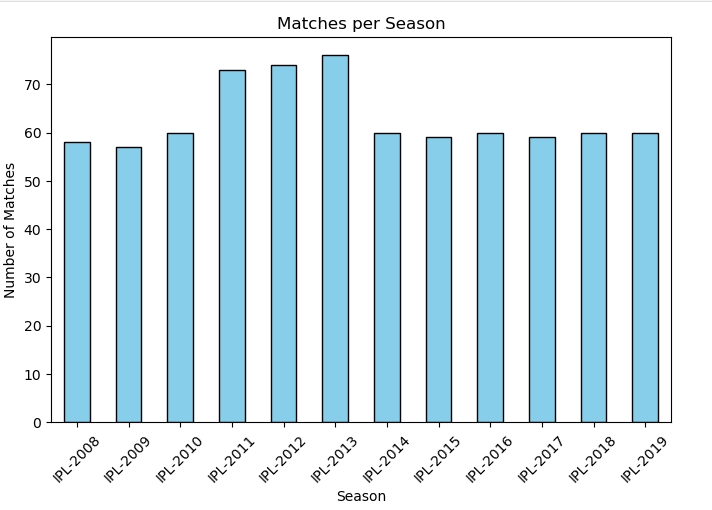 Matches per Season
Number of Matches
70
60
50
40
30
20
10
0
IPL-2008
IPL-2009
IPL-2010
IPL-2011
IPL-2012
IPL-2013
IPL-2014
IPL-2015
IPL-2016
IPL-2017
IPL-2018
IPL-2019
Season